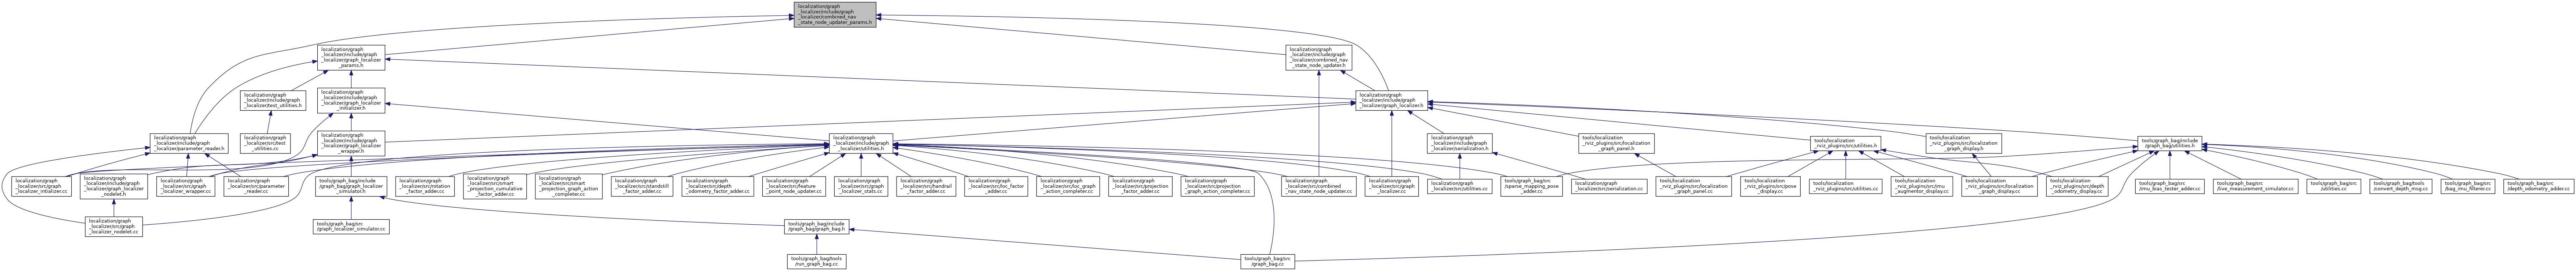 localization/graph
_localizer/include/graph
_localizer/combined_nav
_state_node_updater_params.h
localization/graph
_localizer/include/graph
_localizer/graph_localizer
_params.h
localization/graph
_localizer/include/graph
_localizer/combined_nav
_state_node_updater.h
localization/graph
_localizer/include/graph
_localizer/test_utilities.h
localization/graph
_localizer/include/graph
_localizer/graph_localizer
_initializer.h
localization/graph
_localizer/include/graph
_localizer/graph_localizer.h
localization/graph
_localizer/include/graph
_localizer/parameter_reader.h
localization/graph
_localizer/src/test
_utilities.cc
localization/graph
_localizer/include/graph
_localizer/graph_localizer
_wrapper.h
localization/graph
_localizer/include/graph
_localizer/utilities.h
localization/graph
_localizer/include/graph
_localizer/serialization.h
tools/localization
_rviz_plugins/src/localization
_graph_panel.h
tools/localization
_rviz_plugins/src/utilities.h
tools/localization
_rviz_plugins/src/localization
_graph_display.h
tools/graph_bag/include
/graph_bag/utilities.h
localization/graph
_localizer/src/graph
_localizer_intializer.cc
localization/graph
_localizer/include/graph
_localizer/graph_localizer
_nodelet.h
localization/graph
_localizer/src/graph
_localizer_wrapper.cc
localization/graph
_localizer/src/parameter
_reader.cc
tools/graph_bag/include
/graph_bag/graph_localizer
_simulator.h
localization/graph
_localizer/src/rotation
_factor_adder.cc
localization/graph
_localizer/src/smart
_projection_cumulative
_factor_adder.cc
localization/graph
_localizer/src/smart
_projection_graph_action
_completer.cc
localization/graph
_localizer/src/standstill
_factor_adder.cc
localization/graph
_localizer/src/depth
_odometry_factor_adder.cc
localization/graph
_localizer/src/feature
_point_node_updater.cc
localization/graph
_localizer/src/graph
_localizer_stats.cc
localization/graph
_localizer/src/handrail
_factor_adder.cc
localization/graph
_localizer/src/loc_factor
_adder.cc
localization/graph
_localizer/src/loc_graph
_action_completer.cc
localization/graph
_localizer/src/projection
_factor_adder.cc
localization/graph
_localizer/src/projection
_graph_action_completer.cc
localization/graph
_localizer/src/combined
_nav_state_node_updater.cc
localization/graph
_localizer/src/graph
_localizer.cc
localization/graph
_localizer/src/utilities.cc
tools/graph_bag/src
/sparse_mapping_pose
_adder.cc
localization/graph
_localizer/src/serialization.cc
tools/localization
_rviz_plugins/src/localization
_graph_panel.cc
tools/localization
_rviz_plugins/src/pose
_display.cc
tools/localization
_rviz_plugins/src/utilities.cc
tools/localization
_rviz_plugins/src/imu
_augmentor_display.cc
tools/localization
_rviz_plugins/src/localization
_graph_display.cc
tools/localization
_rviz_plugins/src/depth
_odometry_display.cc
tools/graph_bag/src
/imu_bias_tester_adder.cc
tools/graph_bag/src
/live_measurement_simulator.cc
tools/graph_bag/src
/utilities.cc
tools/graph_bag/tools
/convert_depth_msg.cc
tools/graph_bag/src
/bag_imu_filterer.cc
tools/graph_bag/src
/depth_odometry_adder.cc
localization/graph
_localizer/src/graph
_localizer_nodelet.cc
tools/graph_bag/src
/graph_localizer_simulator.cc
tools/graph_bag/include
/graph_bag/graph_bag.h
tools/graph_bag/tools
/run_graph_bag.cc
tools/graph_bag/src
/graph_bag.cc